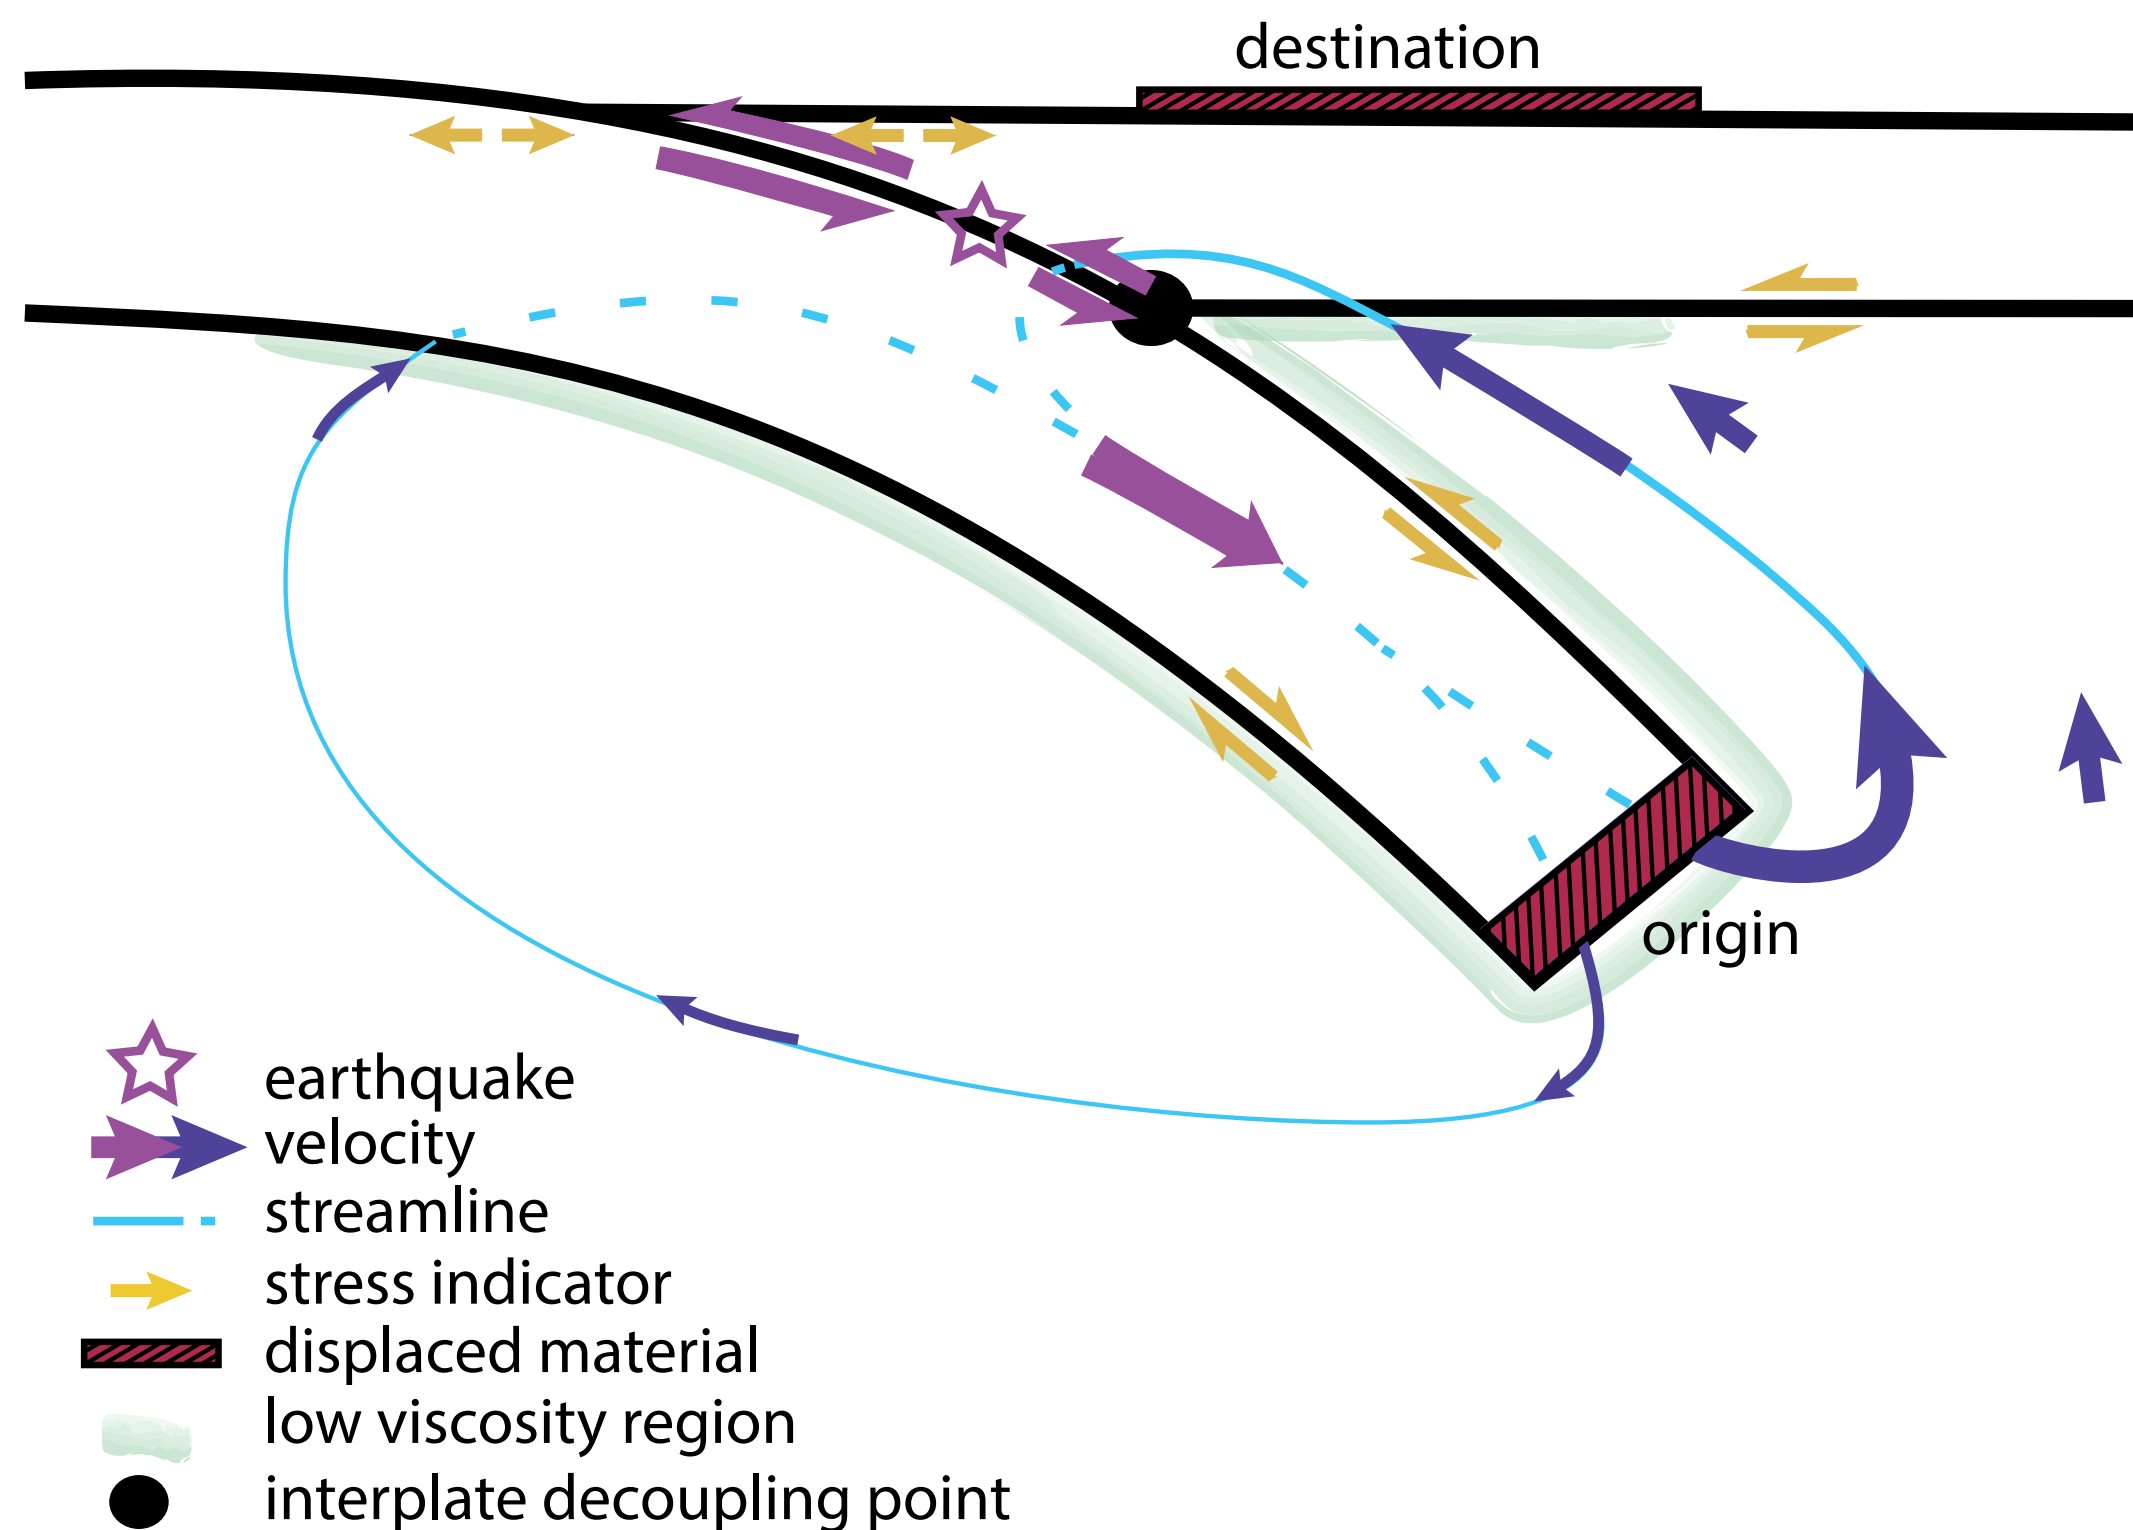 destination
origin
earthquake
velocity
streamline
stress indicator
displaced material
low viscosity region
interplate decoupling point